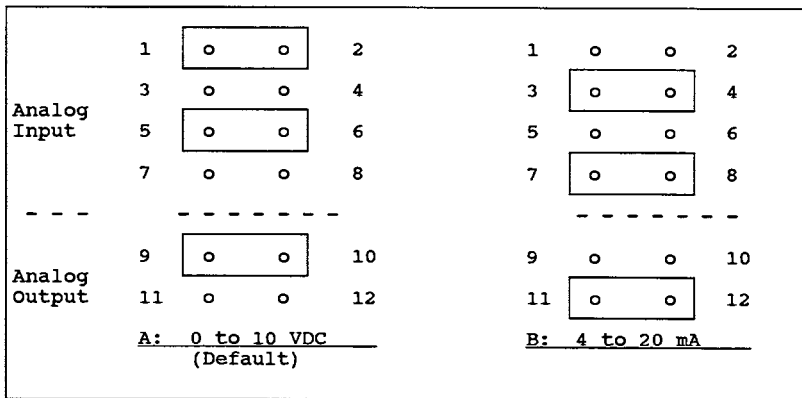 1 2 1 2
3 4 3 4
Analog
Input
5 6 5 6
7 8 7 8
9 10 9 10
Analog
Output
11 12 11 12
A: 0 to 10 VDC B: 4 to 20 mA
(Default)